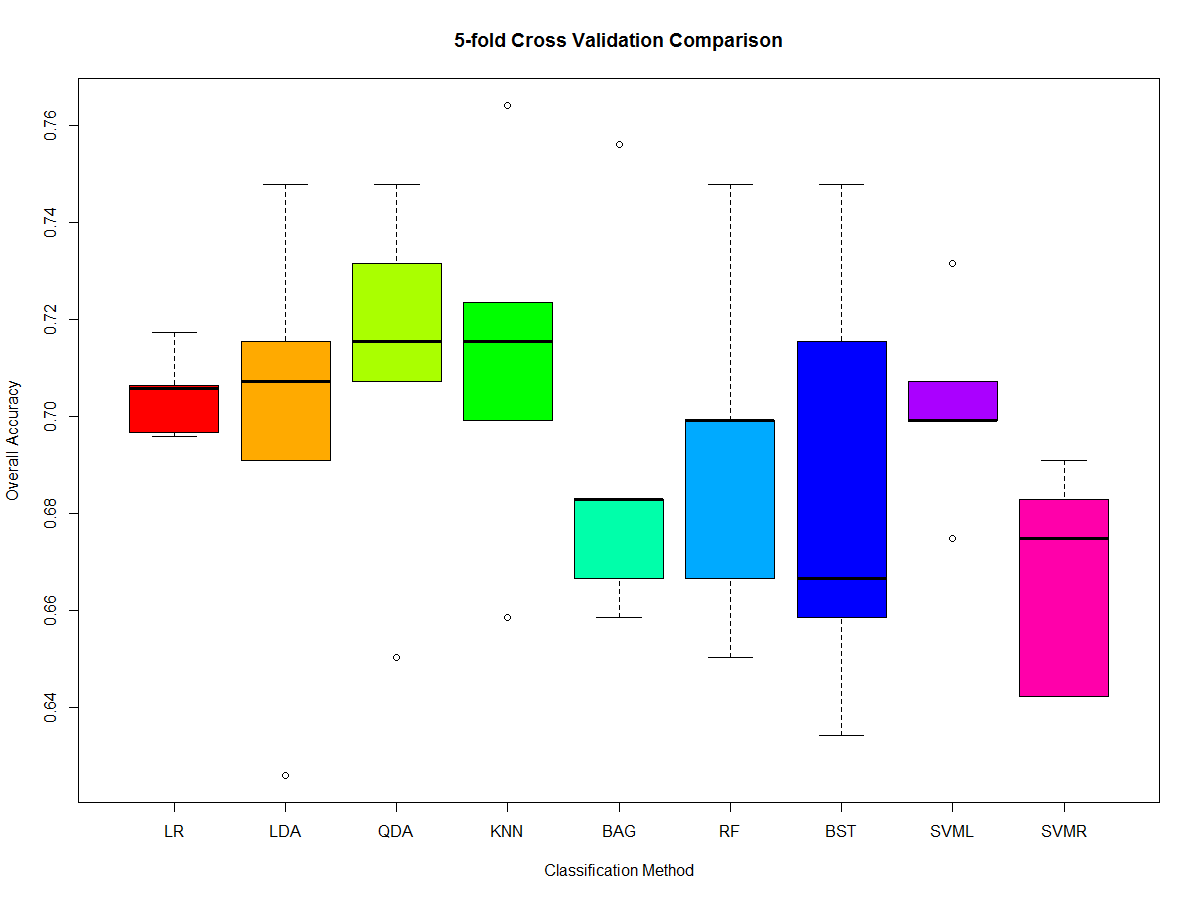 5-fold Cross Validation Comparison
Overall Accuracy
0.76
0.74
0.72
0.70
0.68
0.66
0.64
LR LDA QDA KNN BAG RF BST SVML SVMR
Classification Method